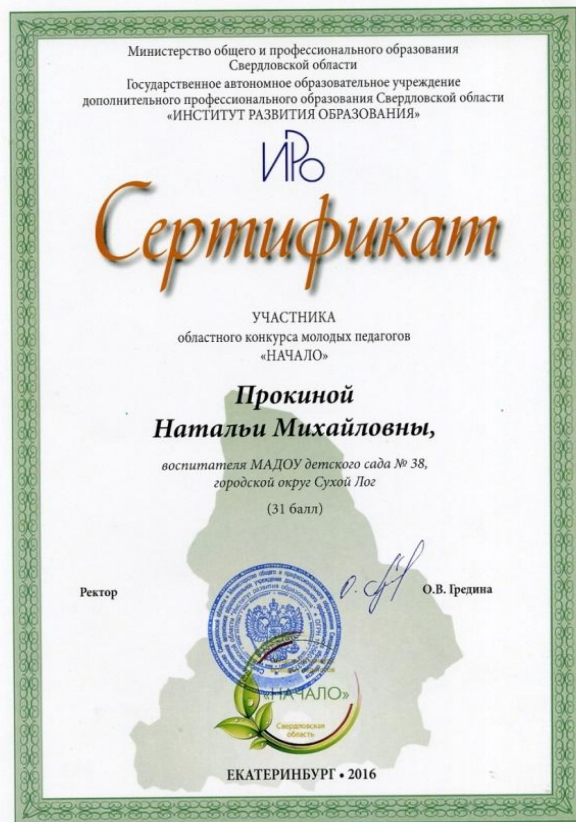 Министерство общего и профессионального образования
Свердловской области
Государственное автономное образовательное учреждение
дополнительного профессионального образования Свердловской области
«ИНСТИТУТ РАЗВИТИЯ ОБРАЗОВАНИЯ»
ИРО
Сертификат
УЧАСТНИКА
областного конкурса молодых педагогов
«НАЧАЛО»
Прокиной
Натальи Михайловны,
воспитателя МАДОУ детского сада № 38,
городской округ Сухой Лог
(31 балл)
Ректор
О.В. Гредина
«НАЧАЛО»
Свердловская
область
ЕКАТЕРИНБУРГ • 2016